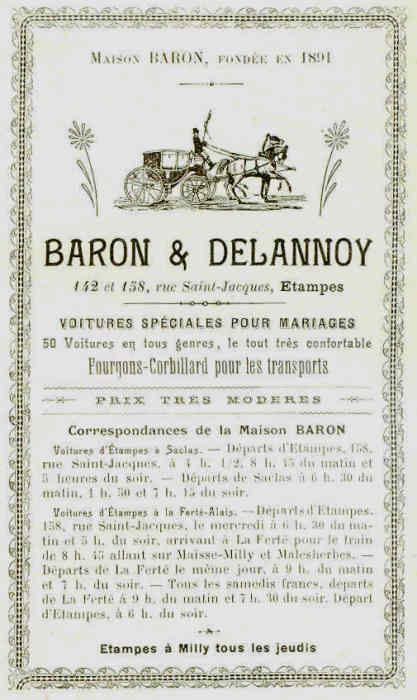 MAISON BARON, FONDÉE EN 1891
BARON & DELANNOY
142 et 158, rue Saint-Jacques, Etampes
VOITURES SPÉCIALES POUR MARIAGES
50 Voitures en tous genres, le tout très confortable
Fourgons-Corbillard pour les transports
PRIX TRÈS MODERES
Correspondances de la Maison BARON
Voitures d'Étampes à Saclas. — Départs d'Etampes, 158,
rue Saint-Jacques, à 4 h. 1/2, 8 h. 45 du matin et
5 heures du soir. — Départs de Saclas à 6 h. 30 du
matin, 1 h. 50 et 7 h. 15 du soir.
Voitures d'Étampes à la Ferté-Alais. — Départs d'Etampes,
158, rue Saint-Jacques, le mercredi à 6 h. 30 du ma-
tin et 5 h. du soir, arrivant à La Ferté pour le train
de 8 h. 45 allant sur Maisse-Milly et Malesherbes. —
Départs de La Ferté le même jour, à 9 h. du matin
et 7 h. du soir. — Tous les samedis francs, départs
de La Ferté à 9 h. du matin et 7 h. 30 du soir. Départ
d'Etampes, à 6 h. du soir.
Etampes à Milly tous les jeudis